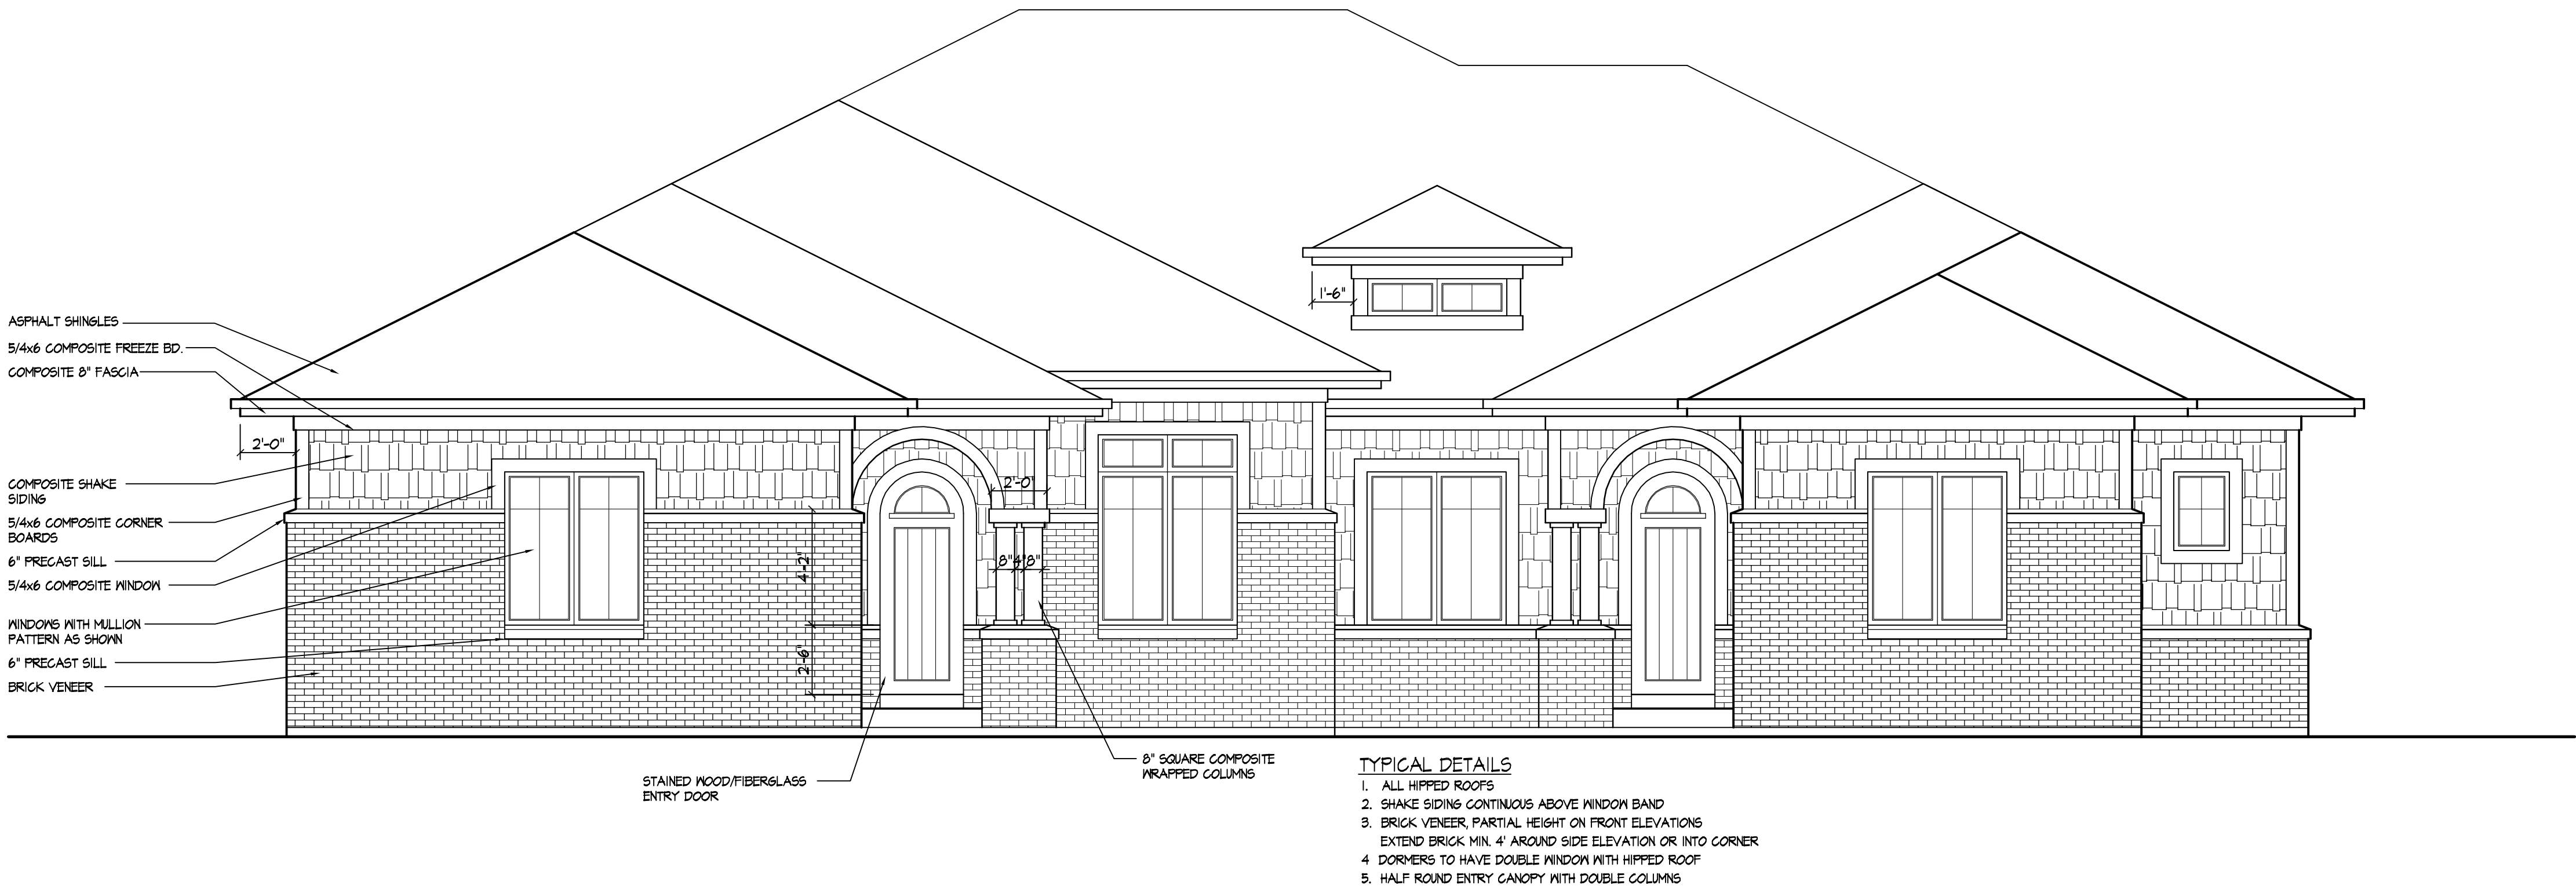 1'-6"
ASPHALT SHINGLES
5/4x6 COMPOSITE FREEZE BD.
COMPOSITE 8" FASCIA
2'-0"
COMPOSITE SHAKE
SIDING
5/4x6 COMPOSITE CORNER
BOARDS
6" PRECAST SILL
5/4x6 COMPOSITE WINDOW
WINDOWS WITH MULLION
PATTERN AS SHOWN
6" PRECAST SILL
BRICK VENEER
2'-0"
8" 4" 8"
4'-2"
2'-6"
STAINED WOOD/FIBERGLASS
ENTRY DOOR
8" SQUARE COMPOSITE
WRAPPED COLUMNS
TYPICAL DETAILS
1. ALL HIPPED ROOFS
2. SHAKE SIDING CONTINUOUS ABOVE WINDOW BAND
3. BRICK VENEER, PARTIAL HEIGHT ON FRONT ELEVATIONS
EXTEND BRICK MIN. 4' AROUND SIDE ELEVATION OR INTO CORNER
4 DORMERS TO HAVE DOUBLE WINDOW WITH HIPPED ROOF
5. HALF ROUND ENTRY CANOPY WITH DOUBLE COLUMNS